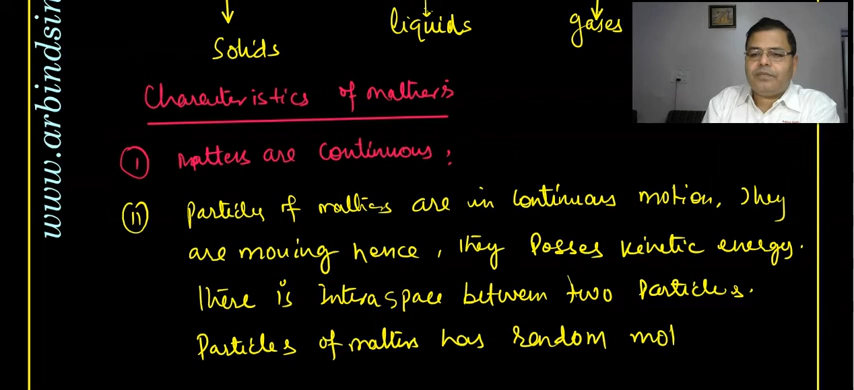 Solids
liquids
gases
Characteristics of matters
i matters are continuous :
ii Particles of matters are in continuous motion. They
are moving hence, they posses kinetic energy.
There is Interaspace between two Particles.
Particles of matters has random mot
www.arbindsin